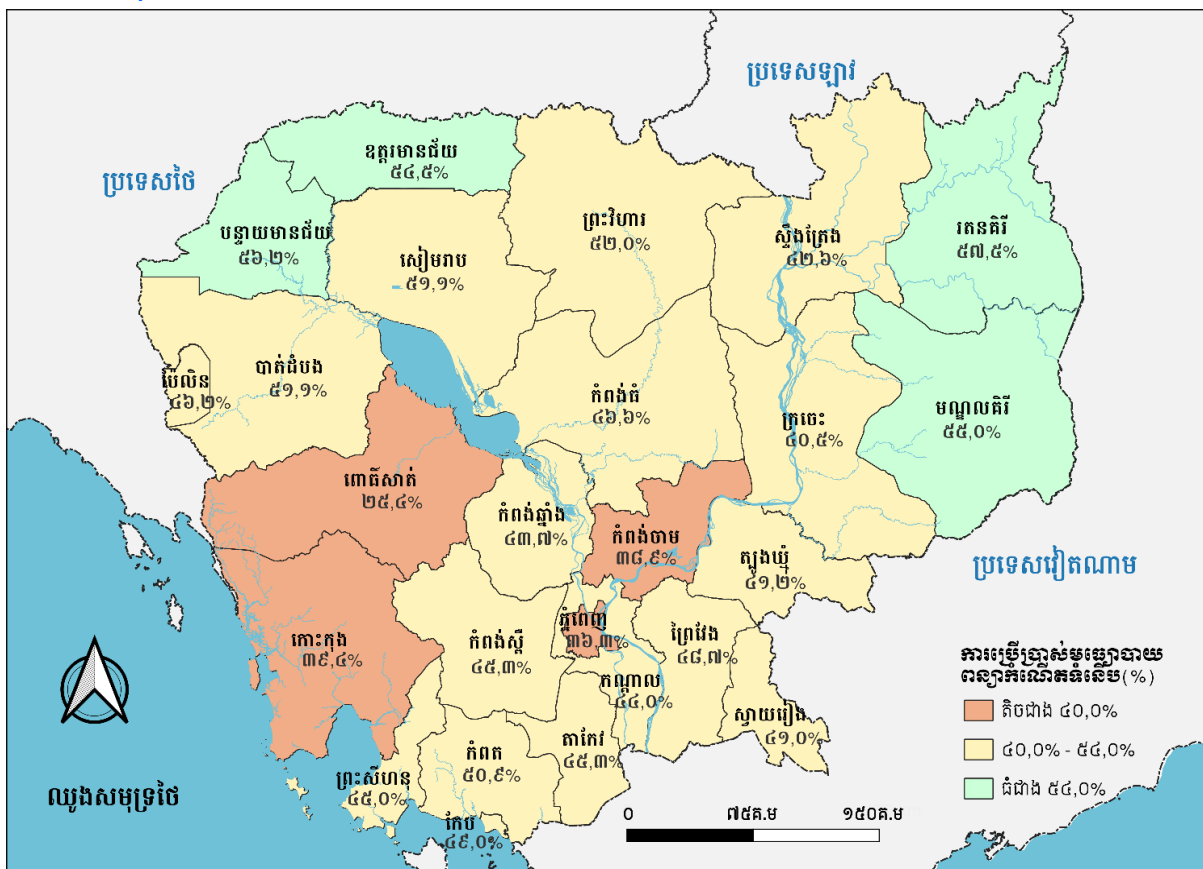 ប្រទេសឡាវ
ប្រទេសថៃ
ឧត្តរមានជ័យ
៥៤,៥%
បន្ទាយមានជ័យ
៥៦,២%
សៀមរាប
៥១,១%
ព្រះវិហារ
៥២,០%
ស្ទឹងត្រែង
៤២,៦%
រតនគិរី
៥៧,៥%
បាត់ដំបង
៥១,១%
ប៉ៃលិន
៤៦,២%
កំពង់ធំ
៤៦,៦%
ក្រចេះ
៤០,៥%
មណ្ឌលគិរី
៥៥,០%
ពោធិ៍សាត់
២៥,៤%
កំពង់ឆ្នាំង
៤៣,៧%
កំពង់ចាម
៣៨,៩%
ត្បូងឃ្មុំ
៤១,២%
ប្រទេសវៀតណាម
កោះកុង
៣៩,៤%
កំពង់ស្ពឺ
៤៥,៣%
ភ្នំពេញ
៣៦,៣%
ព្រៃវែង
៤៨,៧%
កណ្តាល
៤៤,០%
ស្វាយរៀង
៤១,០%
តាកែវ
៤៥,៣%
កំពត
៥០,៩%
ព្រះសីហនុ
៤៥,០%
កែប
៤៩,០%
ឈូងសមុទ្រថៃ
ការប្រើប្រាស់មធ្យោបាយ
ពន្យាកំណើតទំនើប(%)
តិចជាង ៤០,០%
៤០,០% - ៥៤,០%
ធំជាង ៥៤,០%
0 ៧៥គ.ម ១៥០គ.ម